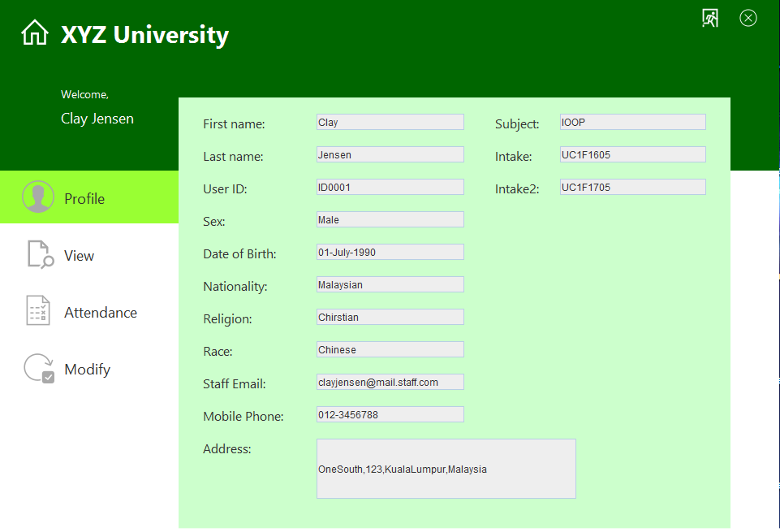 XYZ University
Welcome,
Clay Jensen
Profile
View
Attendance
Modify
First name: Clay
Last name: Jensen
User ID: ID0001
Sex: Male
Date of Birth: 01-July-1990
Nationality: Malaysian
Religion: Chirstian
Race: Chinese
Staff Email: clayjensen@mail.staff.com
Mobile Phone: 012-3456788
Address: OneSouth,123,KualaLumpur,Malaysia
Subject: IOOP
Intake: UC1F1605
Intake2: UC1F1705